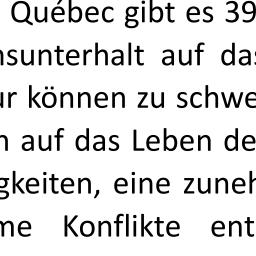 Québec gibt es 39
nsunterhalt auf das
ur können zu schwe
n auf das Leben de
gkeiten, eine zuneh
me Konflikte ent